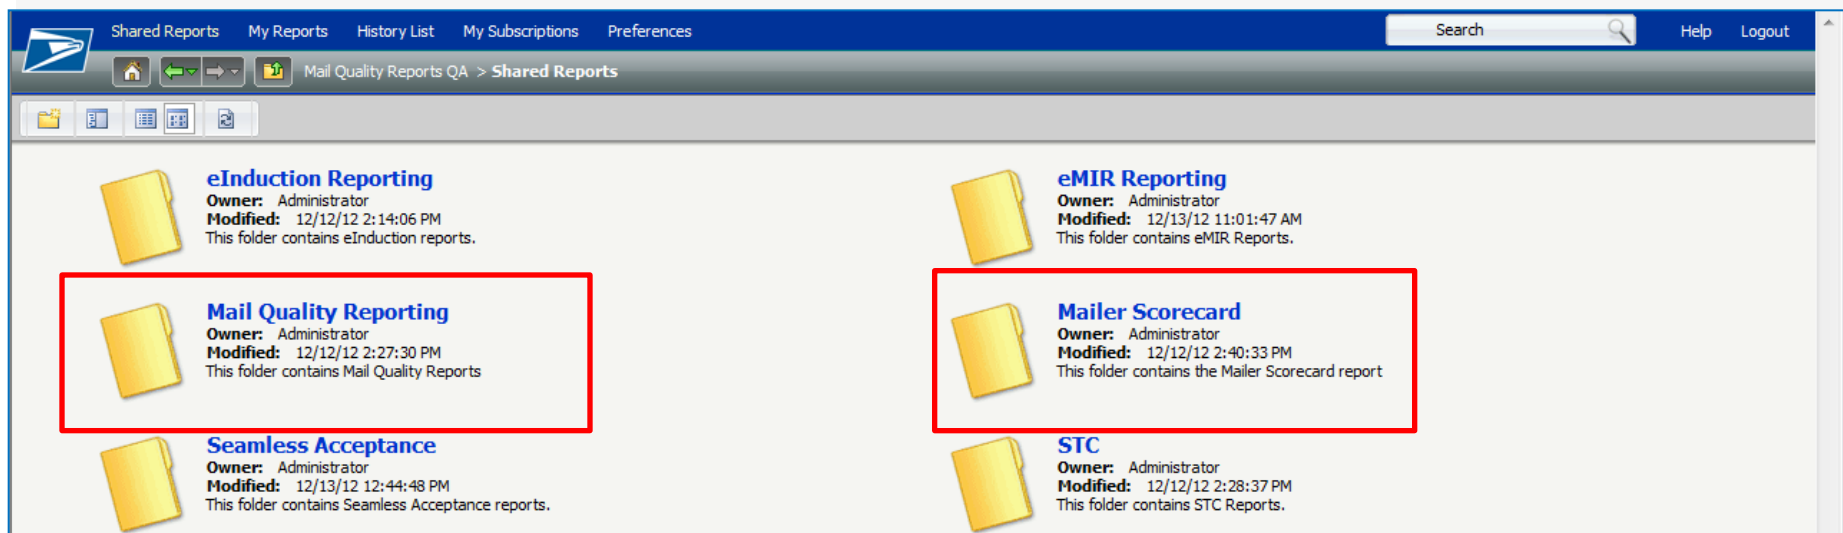 Shared Reports My Reports History List My Subscriptions Preferences Search Help Logout
Mail Quality Reports QA > Shared Reports
eInduction Reporting
Owner: Administrator
Modified: 12/12/12 2:14:06 PM
This folder contains eInduction reports.
eMIR Reporting
Owner: Administrator
Modified: 12/13/12 11:01:47 AM
This folder contains eMIR Reports.
Mail Quality Reporting
Owner: Administrator
Modified: 12/12/12 2:27:30 PM
This folder contains Mail Quality Reports
Mailer Scorecard
Owner: Administrator
Modified: 12/12/12 2:40:33 PM
This folder contains the Mailer Scorecard report
Seamless Acceptance
Owner: Administrator
Modified: 12/13/12 12:44:48 PM
This folder contains Seamless Acceptance reports.
STC
Owner: Administrator
Modified: 12/12/12 2:28:37 PM
This folder contains STC Reports.